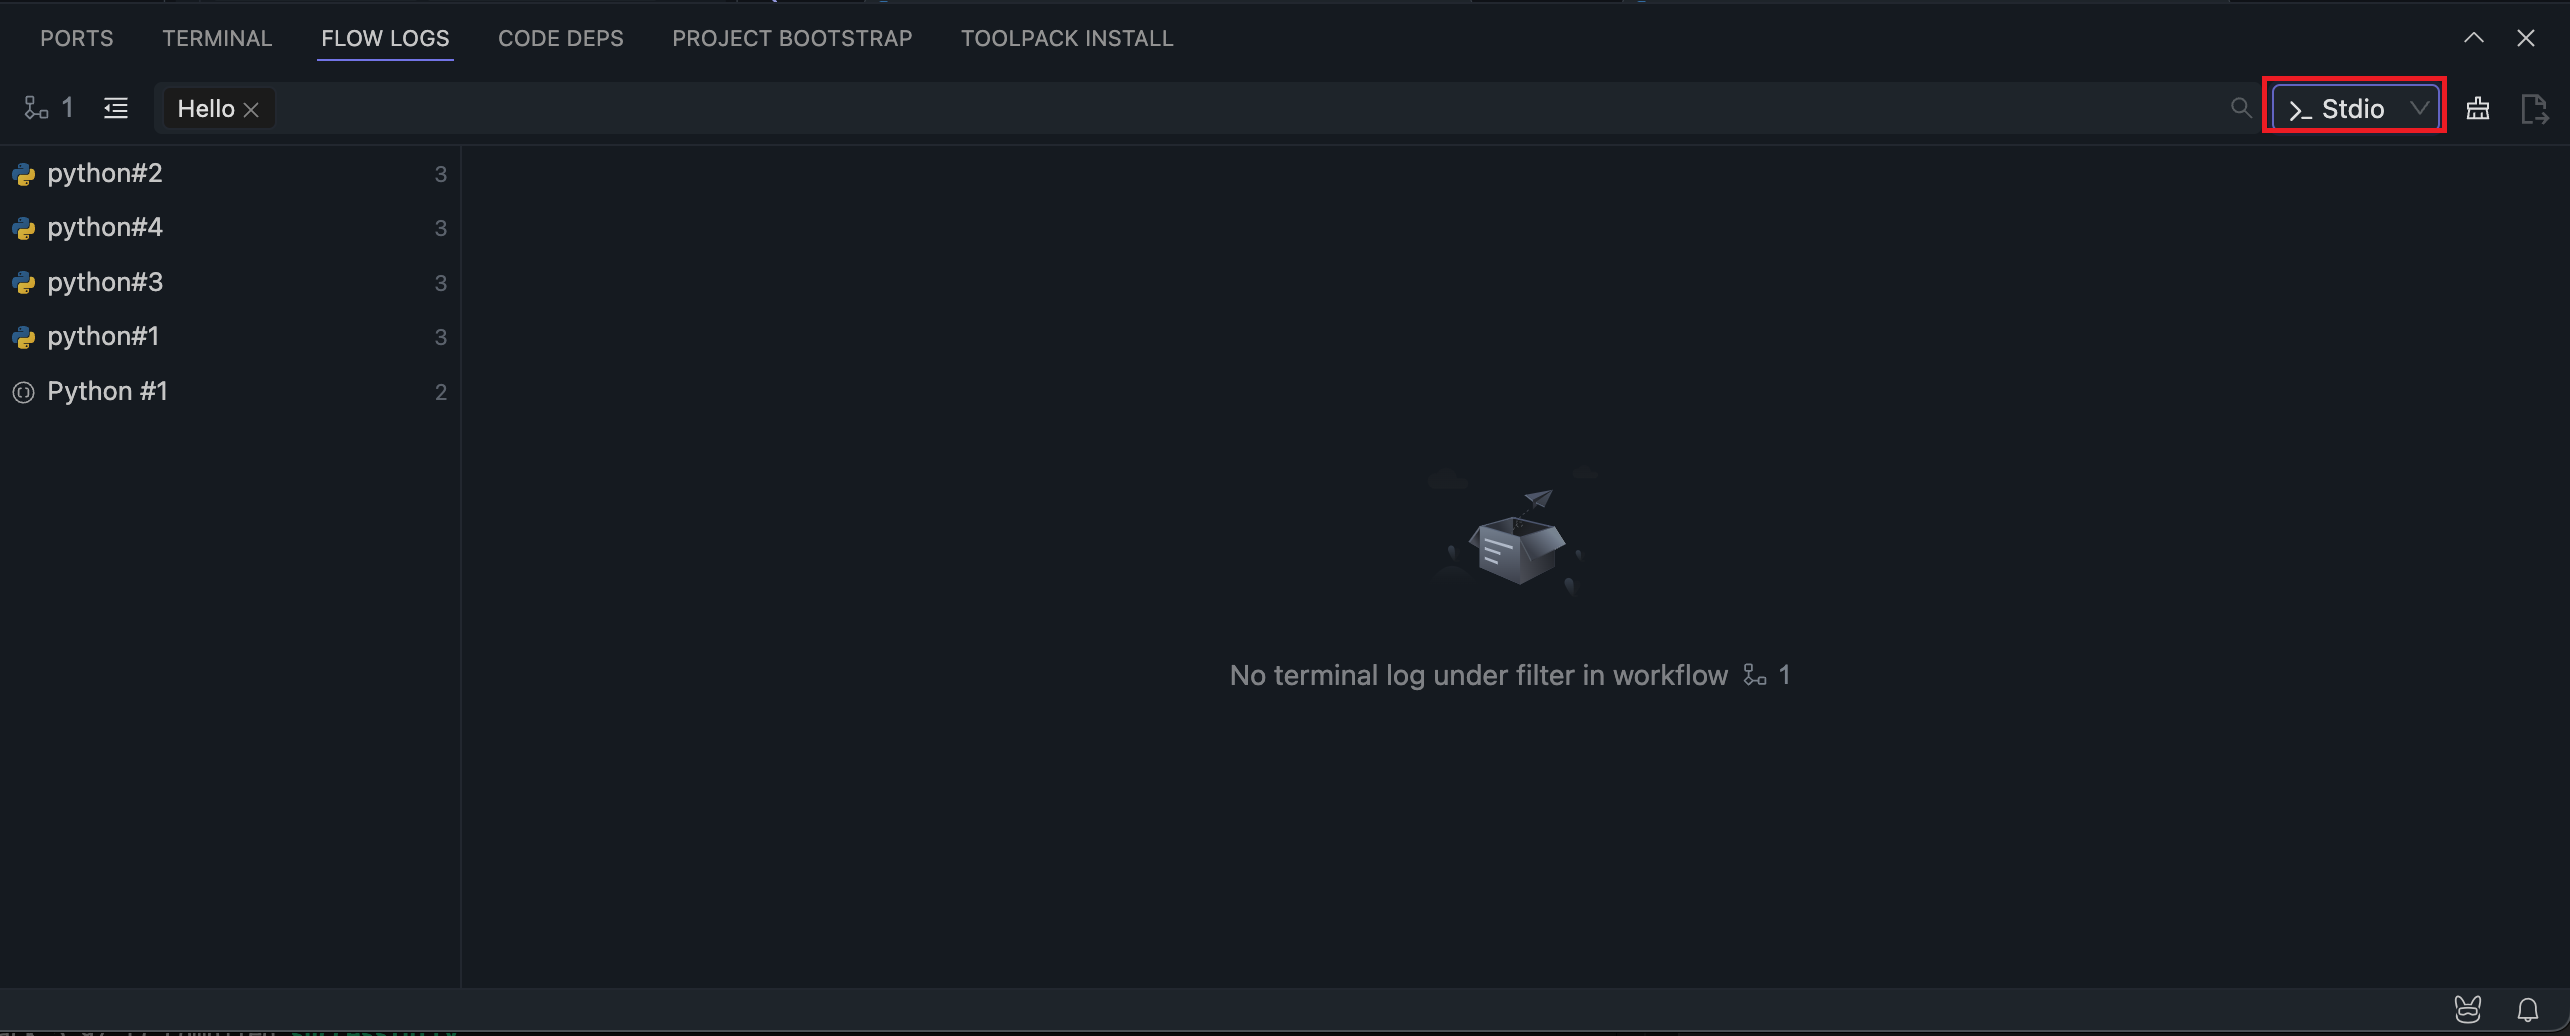 PORTS TERMINAL FLOW LOGS CODE DEPS PROJECT BOOTSTRAP TOOLPACK INSTALL
1 Hello Stdio
python#2 3
python#4 3
python#3 3
python#1 3
Python #1 2
No terminal log under filter in workflow 1